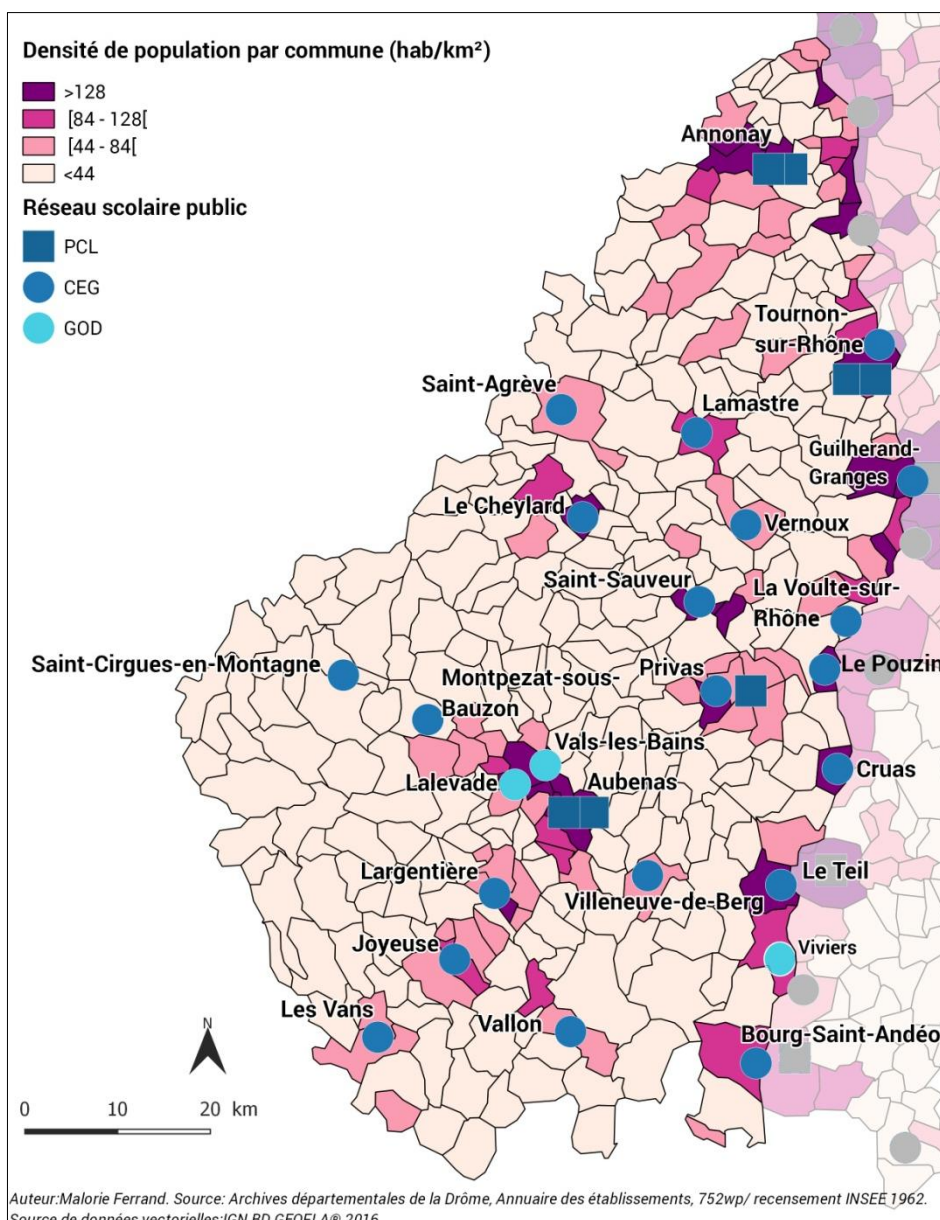 Densité de population par commune (hab/km²)
>128
[84 - 128[
[44 - 84[
<44
Réseau scolaire public
PCL
CEG
GOD
Annonay
Tournon-
sur-Rhône
Saint-Agrève
Lamastre
Guilherand-
Granges
Le Cheylard
Vernoux
Saint-Sauveur
La Voulte-sur-
Rhône
Saint-Cirgues-en-Montagne
Montpezat-sous-
Bauzon
Privas
Le Pouzin
Vals-les-Bains
Lalevade
Aubenas
Cruas
Largentière
Villeneuve-de-Berg
Le Teil
Joyeuse
Viviers
Les Vans
Vallon
Bourg-Saint-Andéo
N
0 10 20 km
Auteur:Malorie Ferrand. Source: Archives départementales de la Drôme, Annuaire des établissements, 752wp/ recensement INSEE 1962.
Source de données vectorielles:IGN BD GEOFLA® 2016